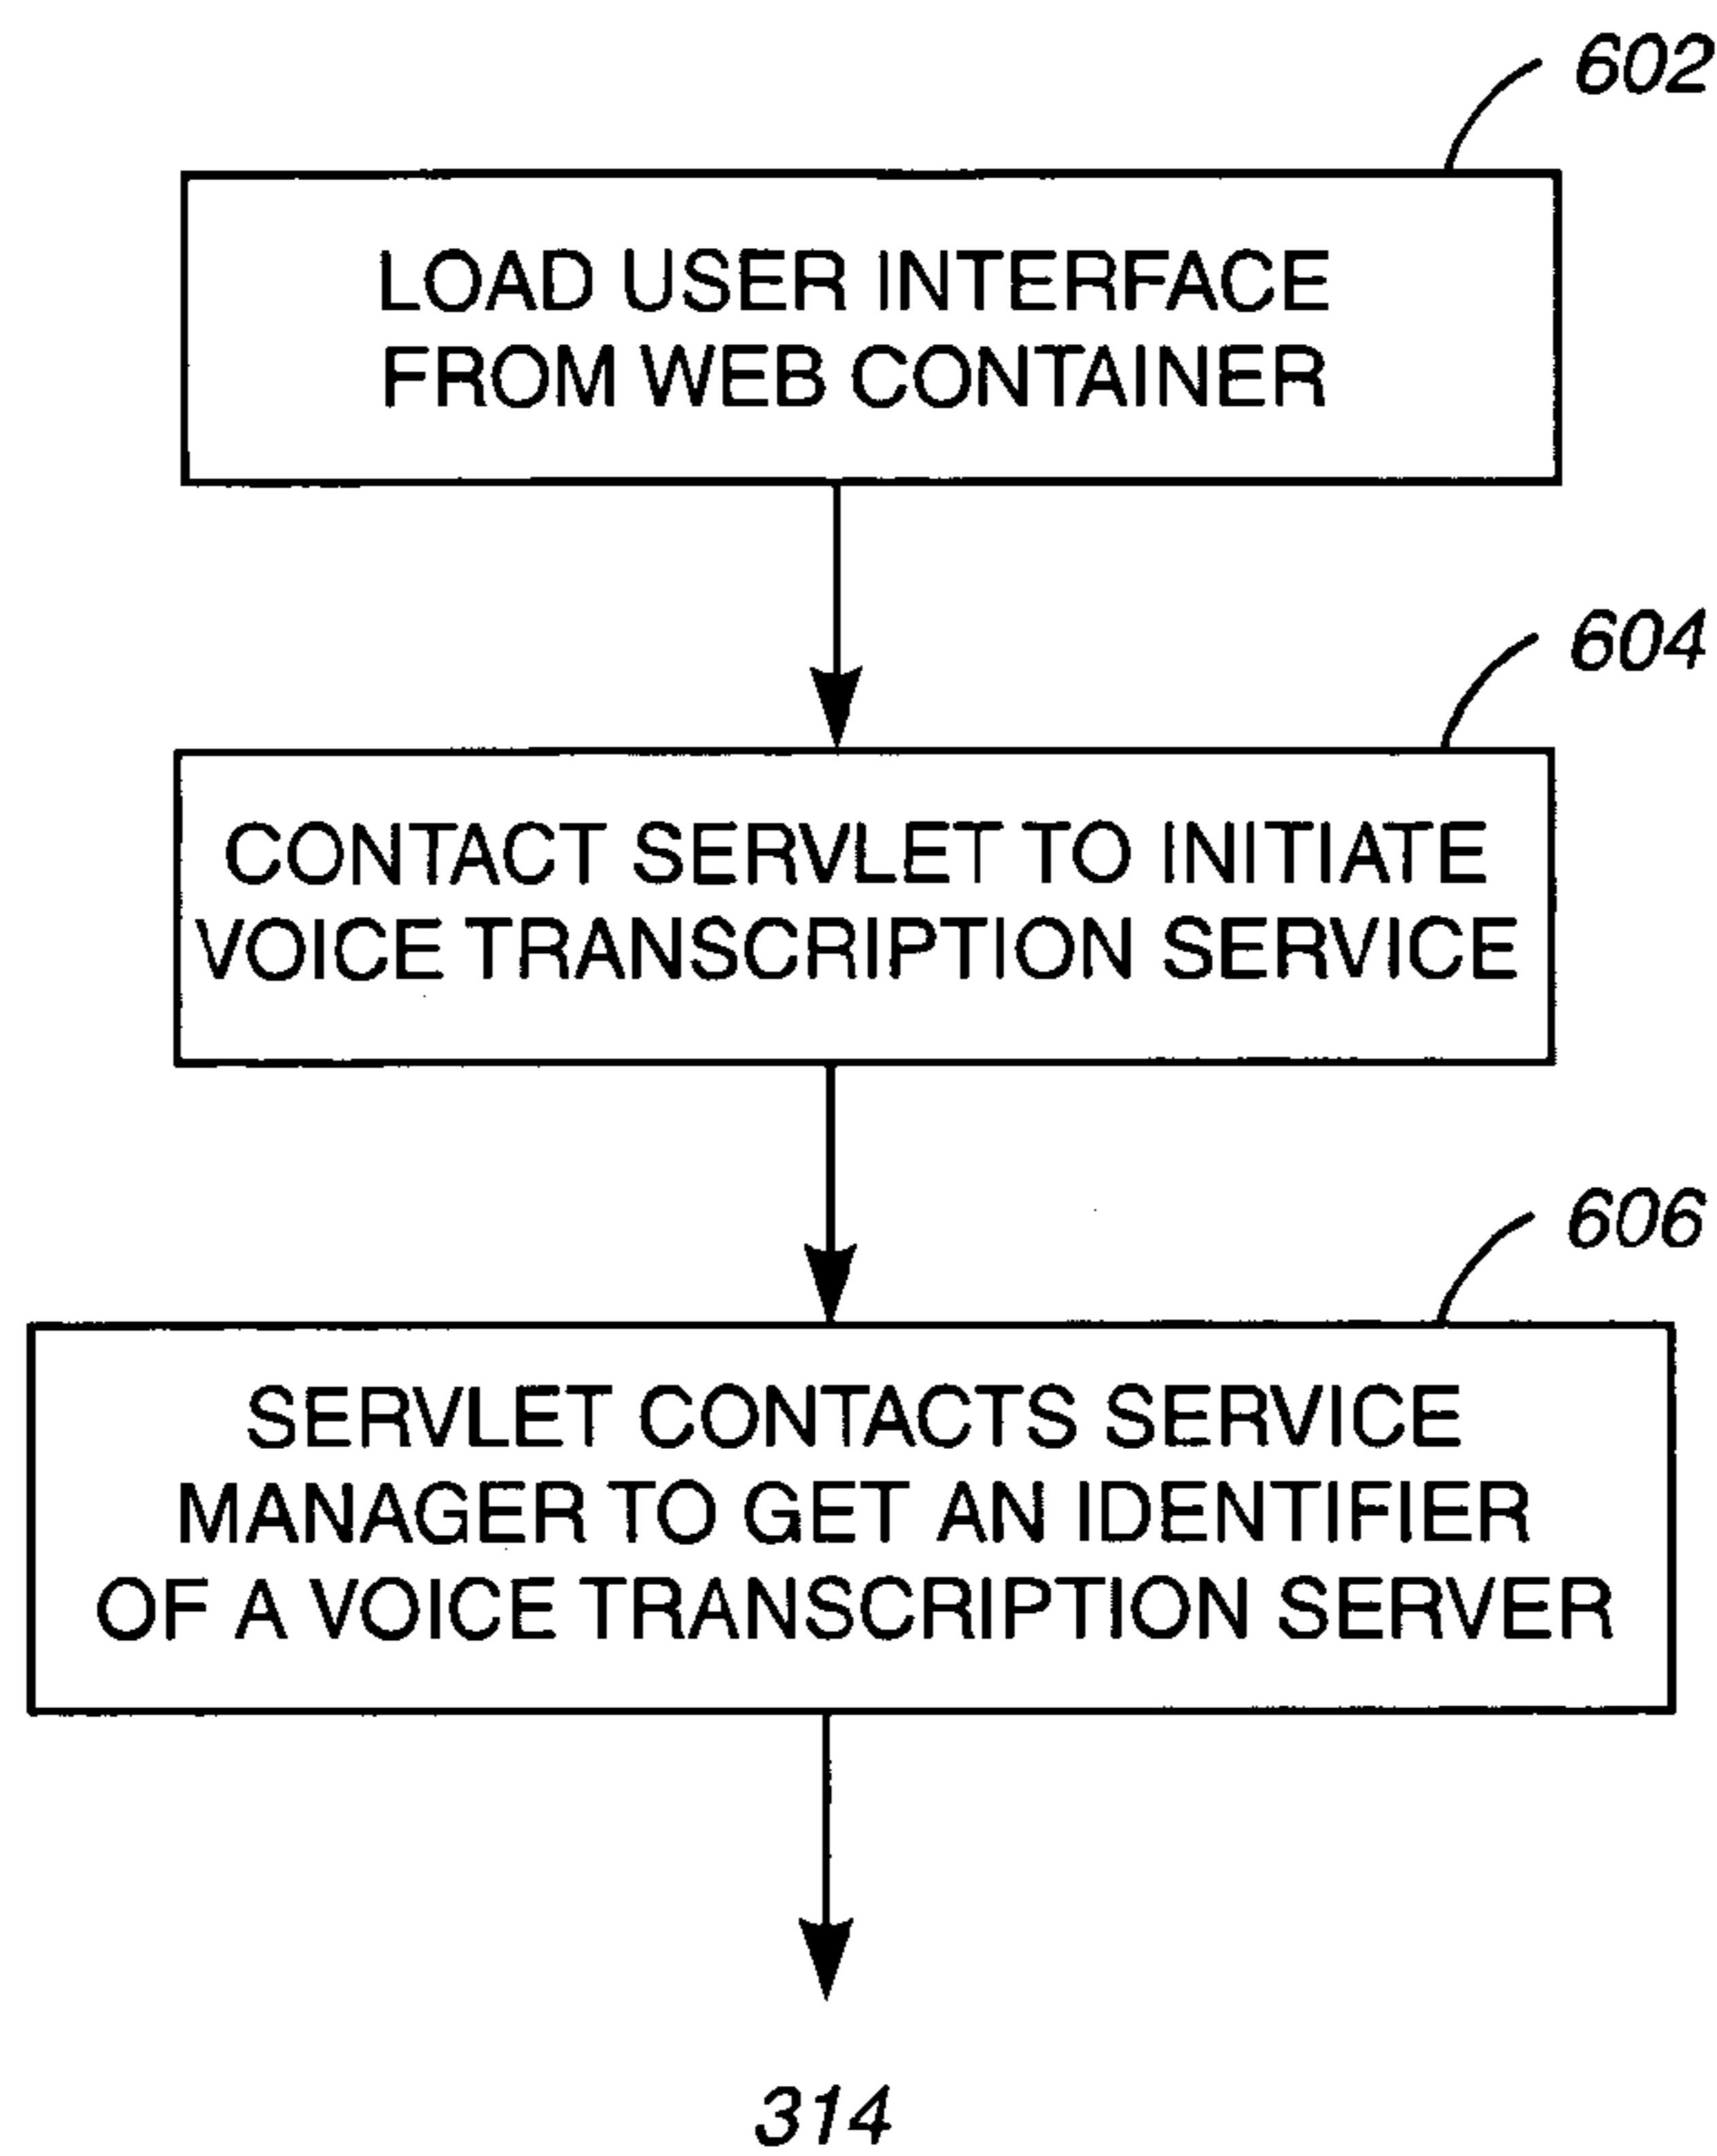 602
LOAD USER INTERFACE
FROM WEB CONTAINER
604
CONTACT SERVLET TO INITIATE
VOICE TRANSCRIPTION SERVICE
606
SERVLET CONTACTS SERVICE
MANAGER TO GET AN IDENTIFIER
OF A VOICE TRANSCRIPTION SERVER
314